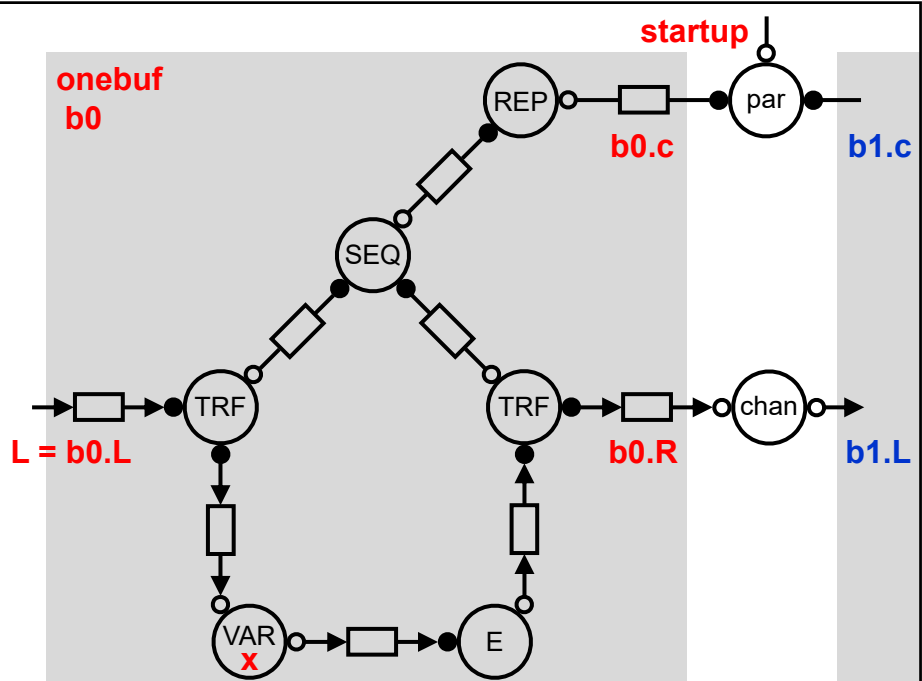 startup
onebuf
b0
REP
par
b0.c
b1.c
SEQ
TRF
TRF
chan
L = b0.L
b0.R
b1.L
VAR
x
E